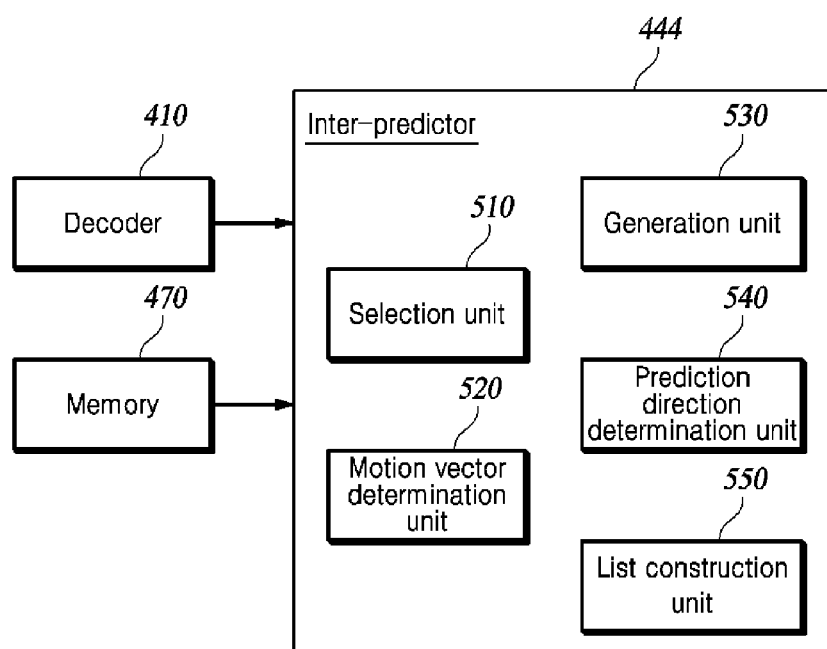 444
410
Inter-predictor
530
Decoder
Generation unit
510
470
Selection unit
540
Memory
Prediction
direction
determination unit
520
Motion vector
determination
unit
550
List construction
unit